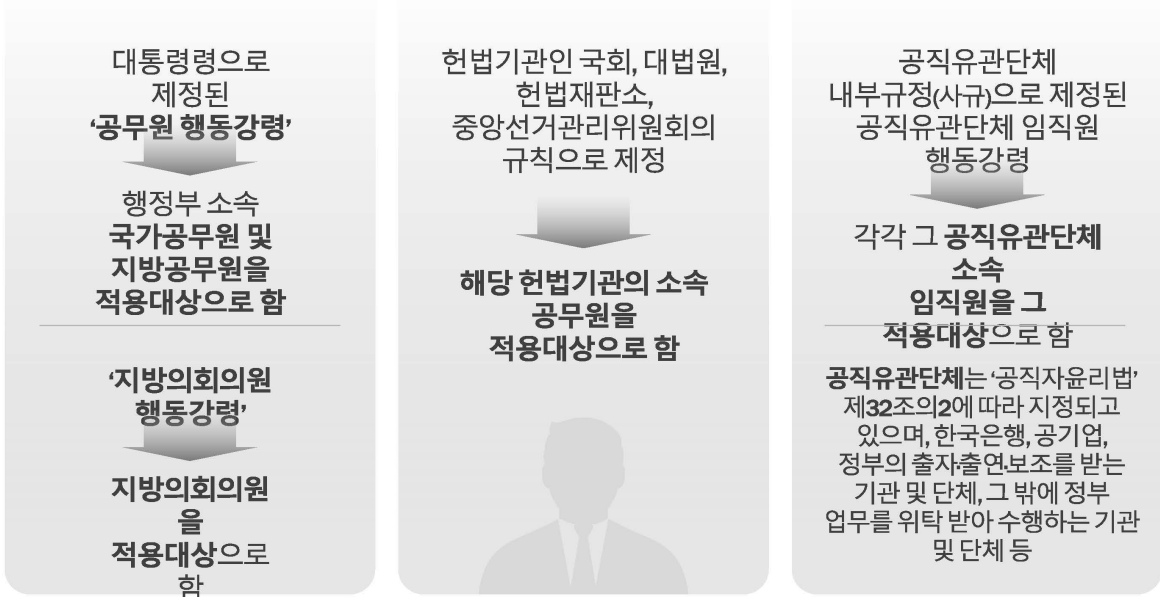 대통령령으로
제정된
‘공무원 행동강령’
행정부 소속
국가공무원 및
지방공무원을
적용대상으로 함
‘지방의회의원
행동강령’
지방의회의원
을
적용대상으로
함
헌법기관인 국회, 대법원,
헌법재판소,
중앙선거관리위원회의
규칙으로 제정
해당 헌법기관의 소속
공무원을
적용대상으로 함
공직유관단체
내부규정(사규)으로 제정된
공직유관단체 임직원
행동강령
각각 그 공직유관단체
소속
임직원을 그
적용대상으로 함
공직유관단체는 ‘공직자윤리법’
제32조의2에 따라 지정되고
있으며, 한국은행, 공기업,
정부의 출자·출연·보조를 받는
기관 및 단체, 그 밖에 정부
업무를 위탁 받아 수행하는 기관
및 단체 등